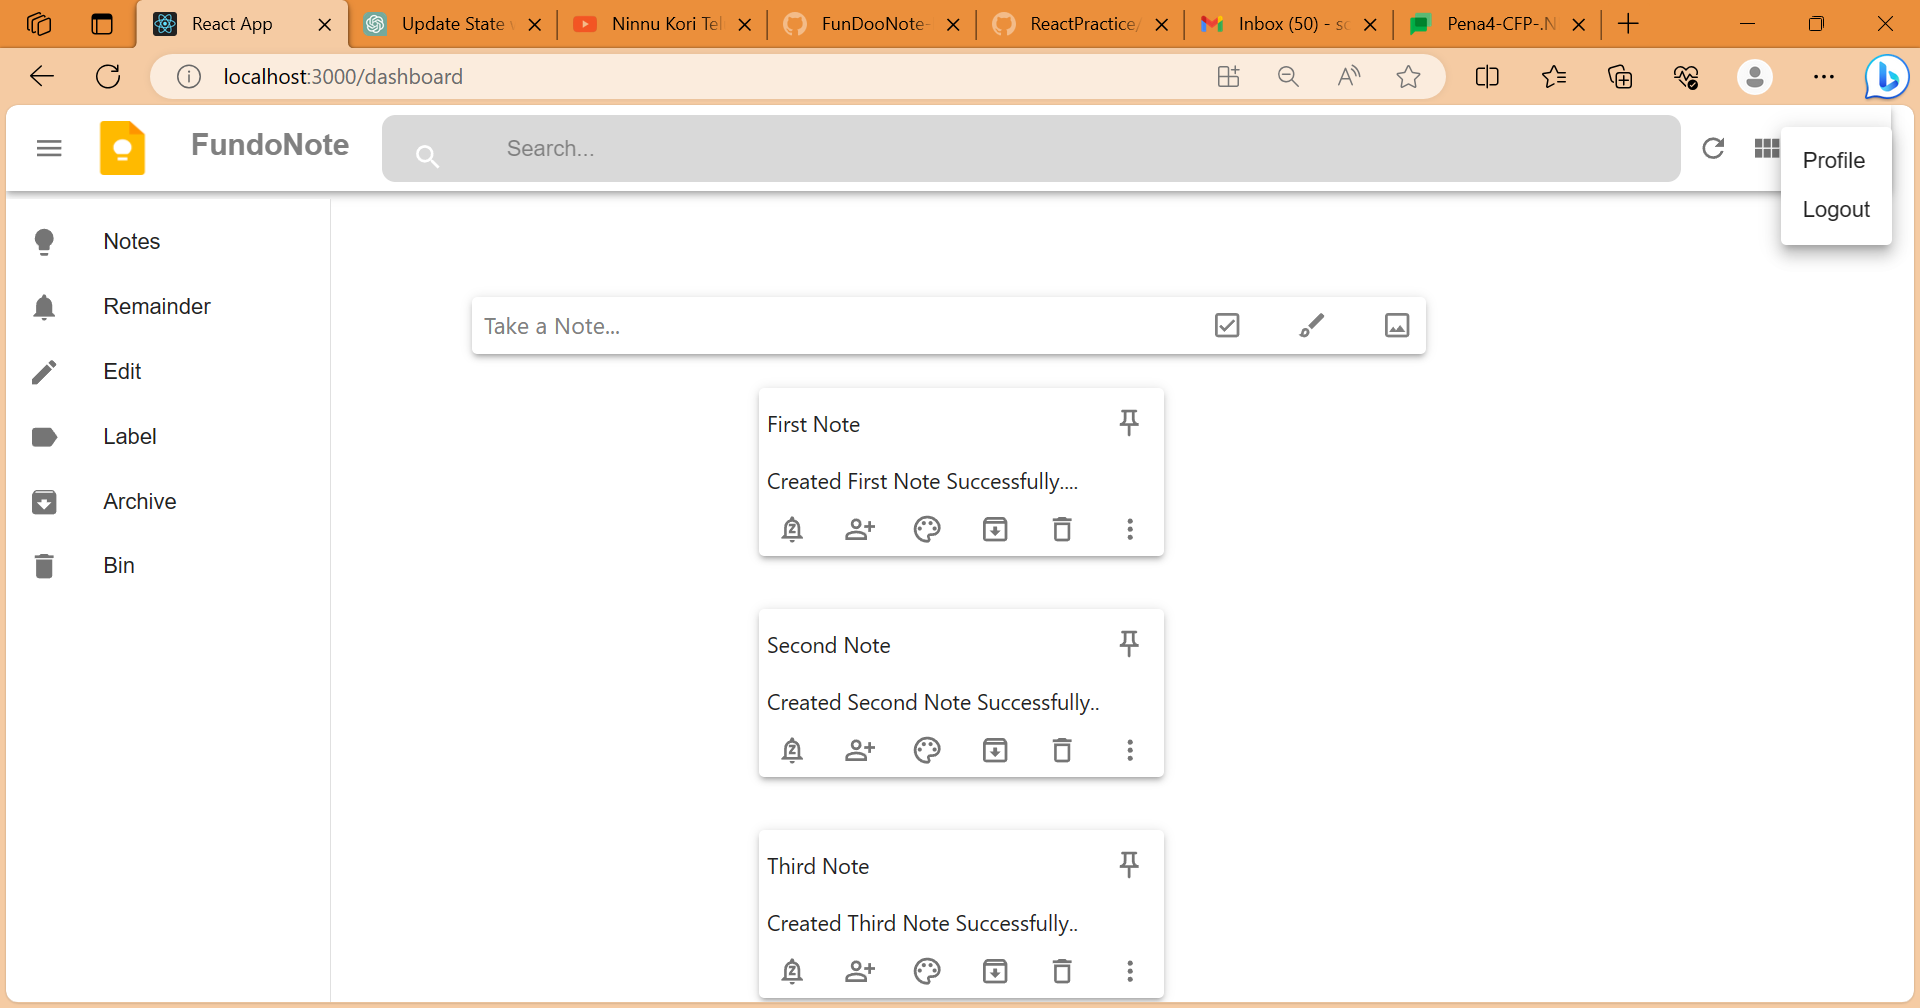 React App
Update State
Ninnu Kori Tel
FunDooNote-
ReactPractice/
Inbox (50) - sc
Pena4-CFP-.N
localhost:3000/dashboard
FundoNote
Search...
Profile
Logout
Notes
Remainder
Edit
Label
Archive
Bin
Take a Note...
First Note
Created First Note Successfully....
Second Note
Created Second Note Successfully..
Third Note
Created Third Note Successfully..